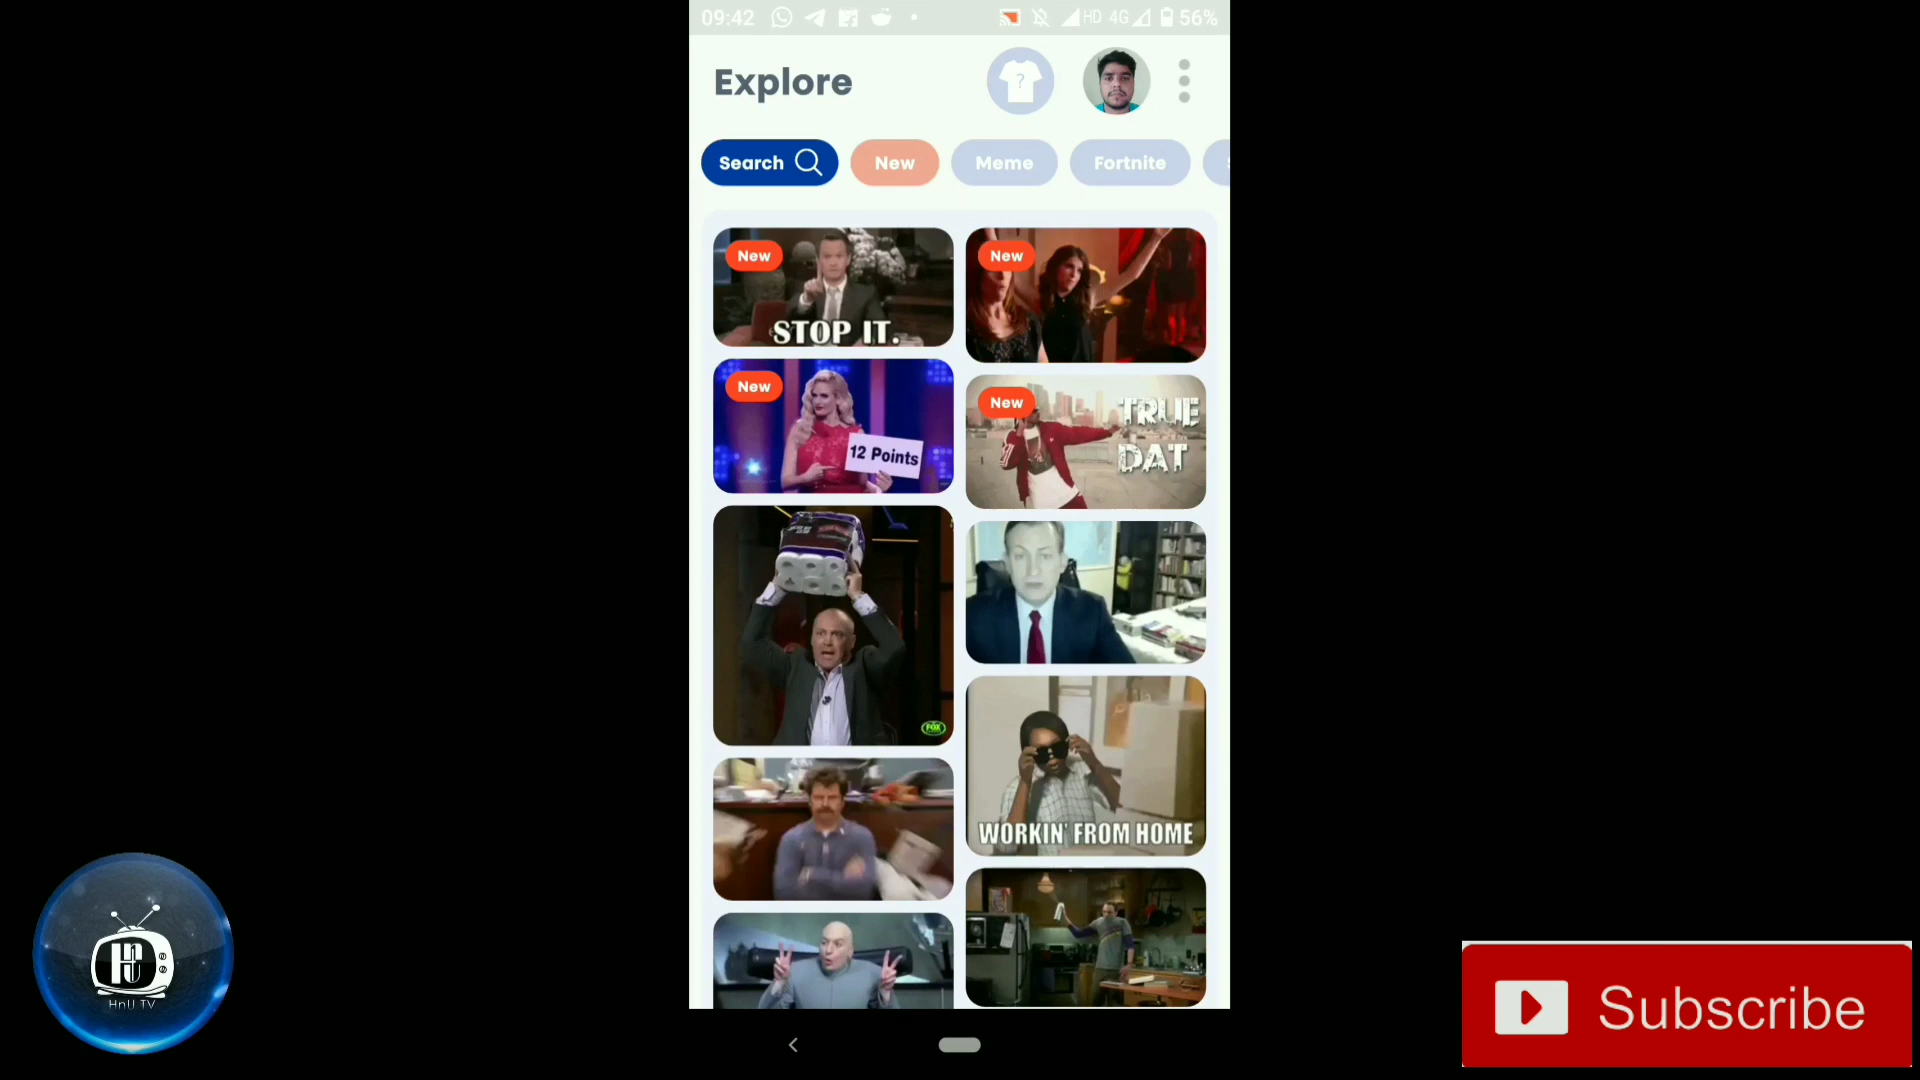 09:42
HD 4G 56%
Explore
?
Search
New
Meme
Fortnite
New
STOP IT.
New
New
12 Points
New
TRUE
DAT
FOX
WORKIN' FROM HOME
HnU TV
Subscribe